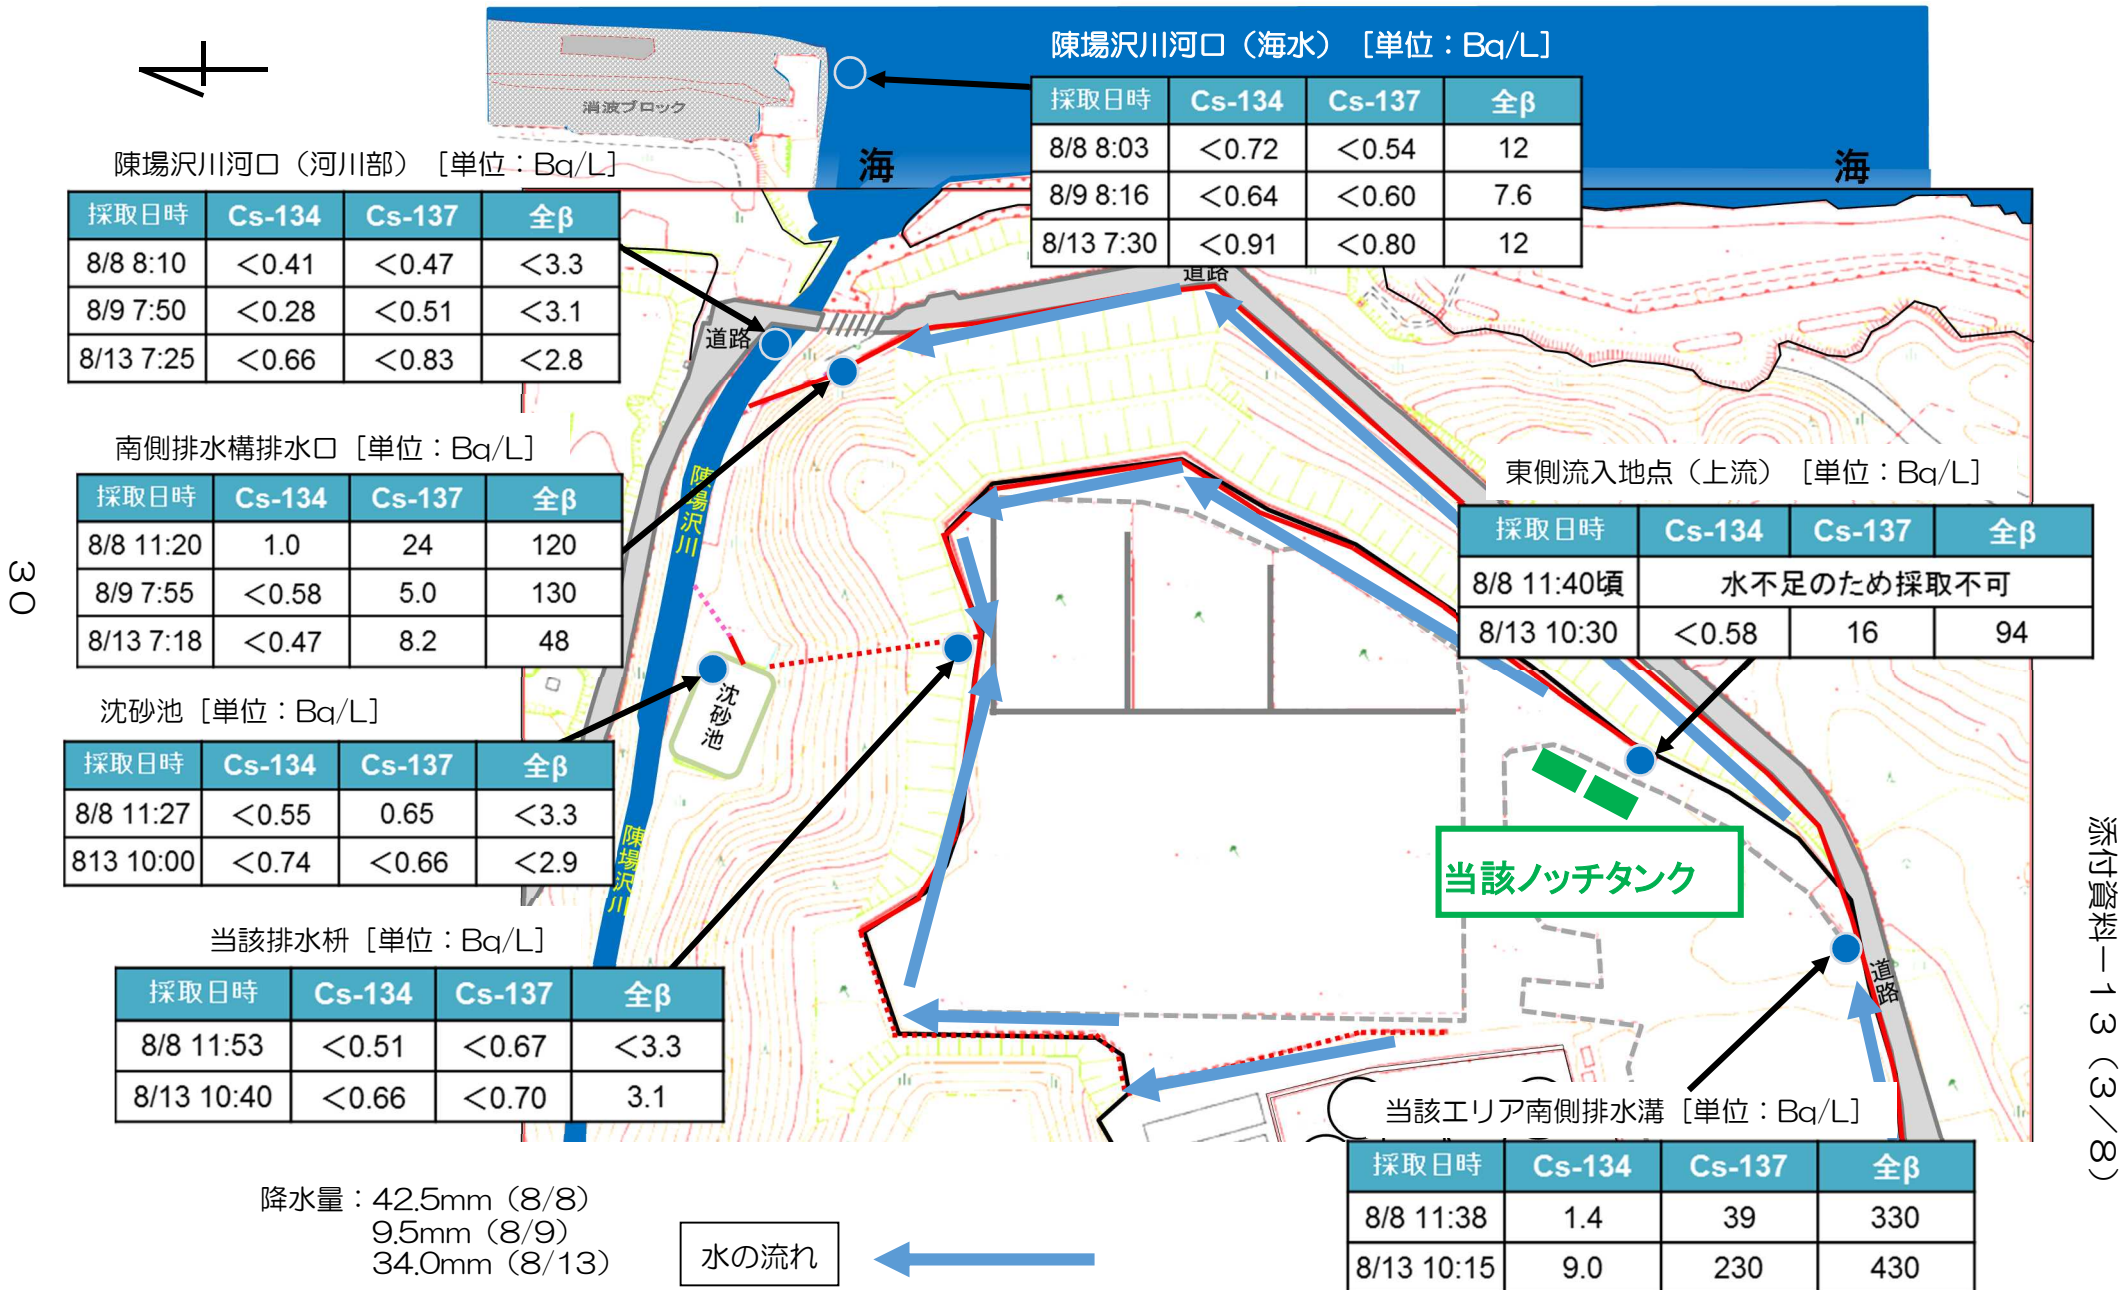 陳場沢川河口（海水）［単位：Bq/L］
採取日時 Cs-134 Cs-137 全β
8/8 8:03 ＜0.72 ＜0.54 12
8/9 8:16 ＜0.64 ＜0.60 7.6
8/13 7:30 ＜0.91 ＜0.80 12
消波ブロック
海
海
陳場沢川河口（河川部）［単位：Bq/L］
採取日時 Cs-134 Cs-137 全β
8/8 8:10 ＜0.41 ＜0.47 ＜3.3
8/9 7:50 ＜0.28 ＜0.51 ＜3.1
8/13 7:25 ＜0.66 ＜0.83 ＜2.8
道路
道路
南側排水構排水口［単位：Bq/L］
採取日時 Cs-134 Cs-137 全β
8/8 11:20 1.0 24 120
8/9 7:55 ＜0.58 5.0 130
8/13 7:18 ＜0.47 8.2 48
陳場沢川
東側流入地点（上流）［単位：Bq/L］
採取日時 Cs-134 Cs-137 全β
8/8 11:40頃 水不足のため採取不可
8/13 10:30 ＜0.58 16 94
30
沈砂池［単位：Bq/L］
採取日時 Cs-134 Cs-137 全β
8/8 11:27 ＜0.55 0.65 ＜3.3
813 10:00 ＜0.74 ＜0.66 ＜2.9
沈砂池
陳場沢川
当該ノッチタンク
道路
添付資料－13（3／8）
当該排水枡［単位：Bq/L］
採取日時 Cs-134 Cs-137 全β
8/8 11:53 ＜0.51 ＜0.67 ＜3.3
8/13 10:40 ＜0.66 ＜0.70 3.1
当該エリア南側排水溝［単位：Bq/L］
採取日時 Cs-134 Cs-137 全β
8/8 11:38 1.4 39 330
8/13 10:15 9.0 230 430
降水量：42.5mm（8/8）
9.5mm（8/9）
34.0mm（8/13）
水の流れ